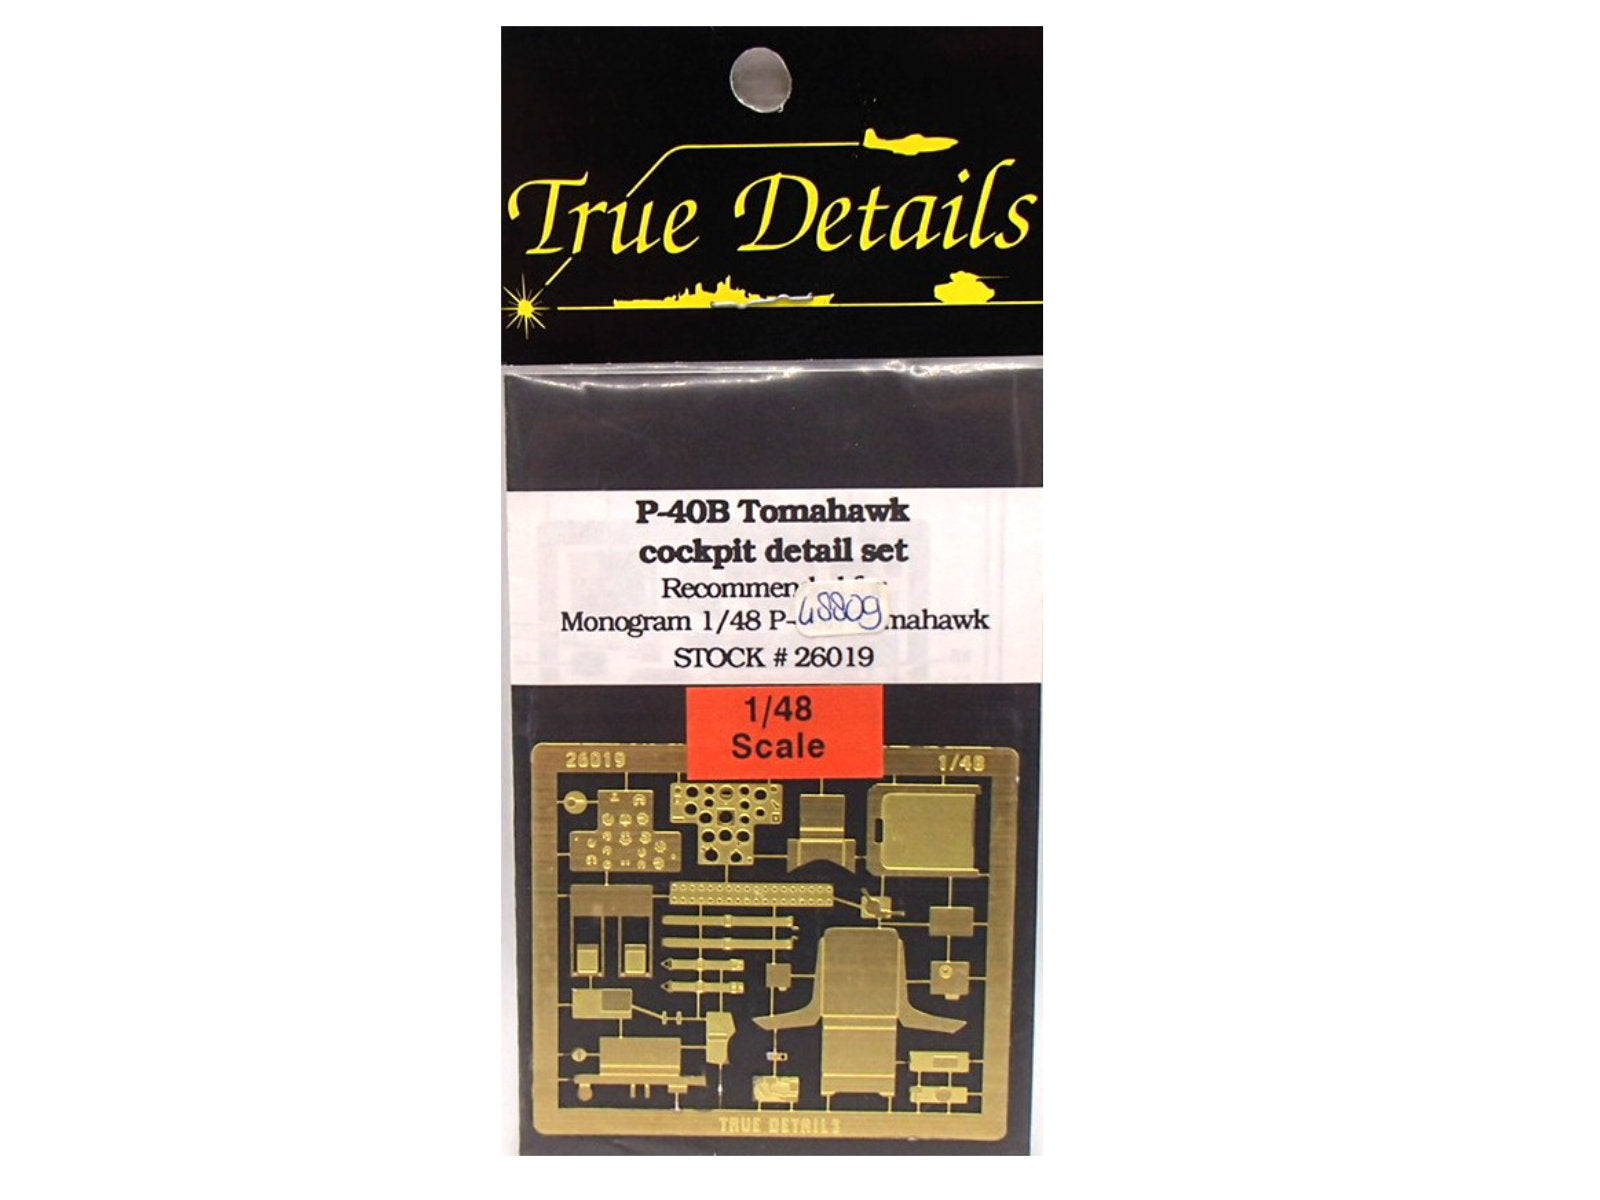 True Details
P-40B Tomahawk
cockpit detail set
Monogram 1/48
48809
STOCK # 26019
1/48
Scale
26019
1/48
TRUE DETAILS